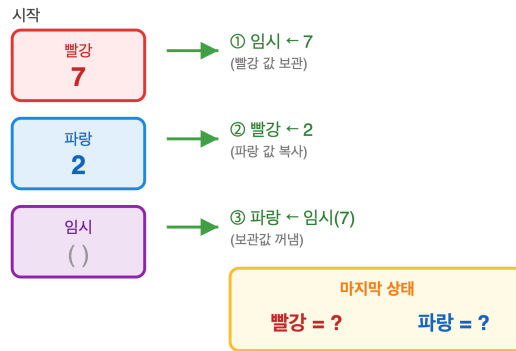 시작
빨강
7
① 임시 ← 7
(빨강 값 보관)
파랑
2
② 빨강 ← 2
(파랑 값 복사)
임시
( )
③ 파랑 ← 임시(7)
(보관값 꺼냄)
마지막 상태
빨강 = ?
파랑 = ?